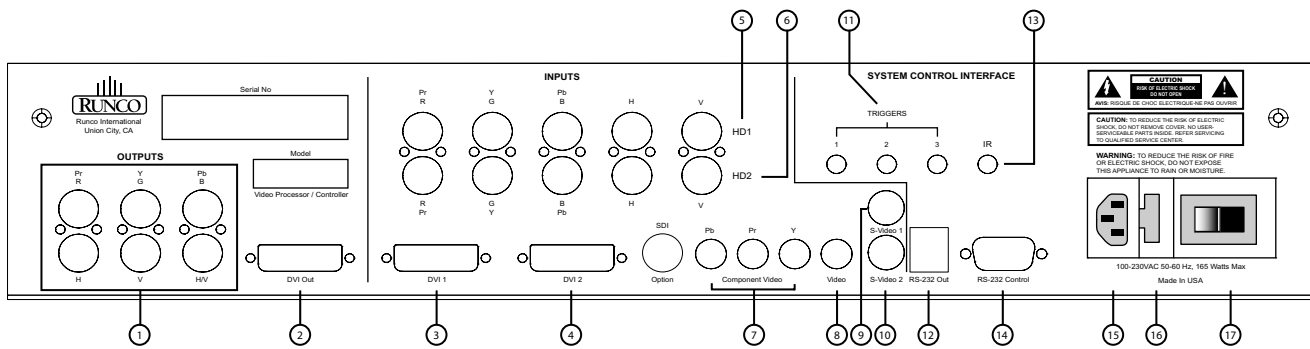 5
6
11
13
RUNCO
Runco International
Union City, CA
Serial No
Model
Video Processor / Controller
OUTPUTS
Pr Y Pb
R G B
H V H/V
DVI Out
INPUTS
Pr Y Pb
R G B H V
HD1
HD2
R G B H V
Pr Y Pb
DVI 1
DVI 2
SDI
Option
Pb Pr Y
Component Video
Video
SYSTEM CONTROL INTERFACE
TRIGGERS
1 2 3 IR
S-Video 1
S-Video 2
RS-232 Out
RS-232 Control
CAUTION
RISK OF ELECTRIC SHOCK
DO NOT OPEN
AVIS: RISQUE DE CHOC ELECTRIQUE-NE PAS OUVRIR
CAUTION: TO REDUCE THE RISK OF ELECTRIC
SHOCK. DO NOT REMOVE COVER. NO USER-
SERVICEABLE PARTS INSIDE. REFER SERVICING
TO QUALIFIED SERVICE CENTER.
WARNING: TO REDUCE THE RISK OF FIRE
OR ELECTRIC SHOCK, DO NOT EXPOSE
THIS APPLIANCE TO RAIN OR MOISTURE.
100-230VAC 50-60 Hz, 165 Watts Max
Made In USA
1
2
3
4
7
8
9
10
12
14
15
16
17